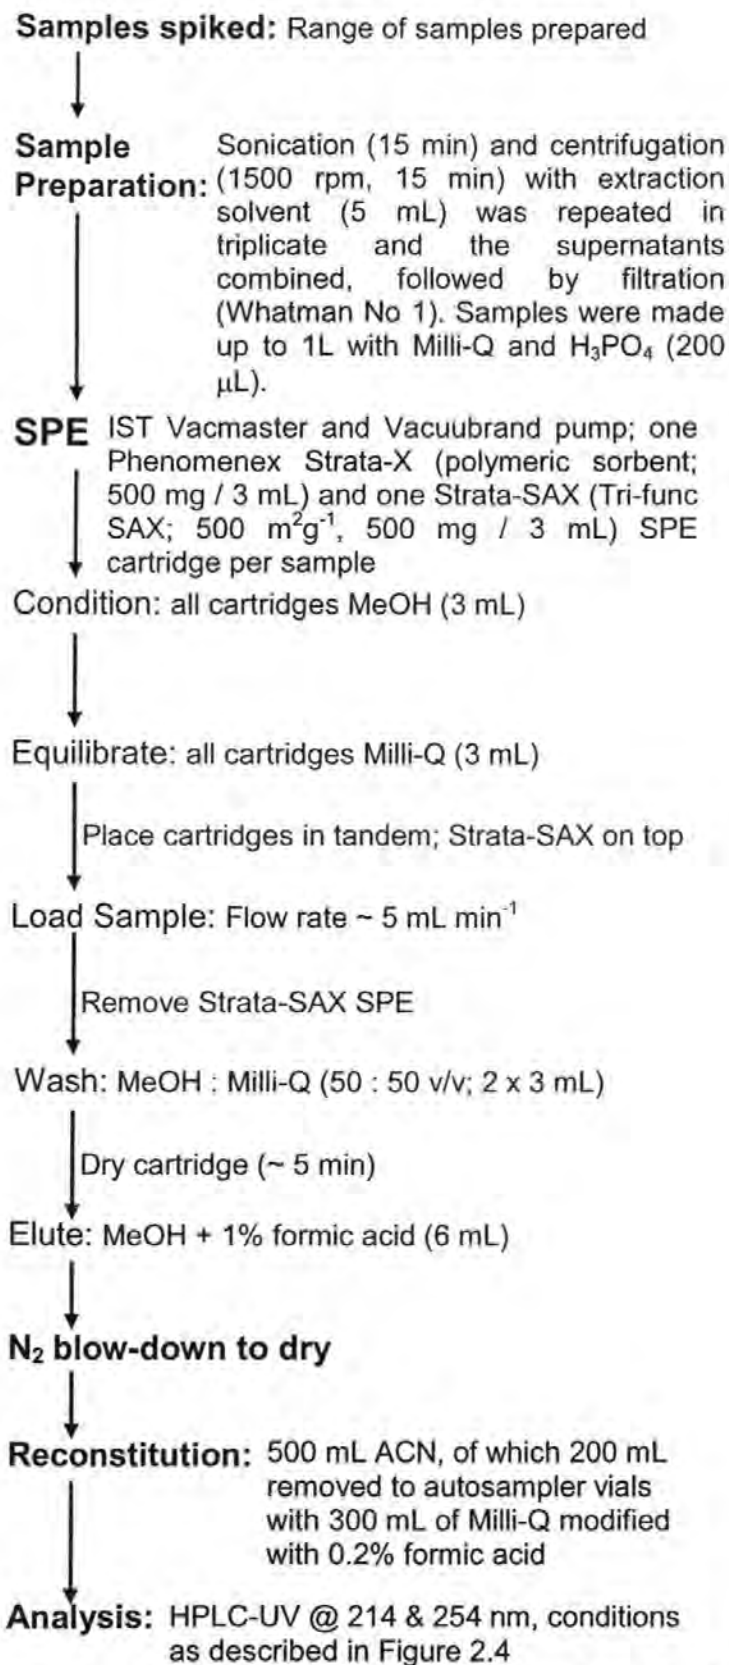 Samples spiked: Range of samples prepared
Sample Preparation: Sonication (15 min) and centrifugation
(1500 rpm, 15 min) with extraction
solvent (5 mL) was repeated in
triplicate and the supernatants
combined, followed by filtration
(Whatman No 1). Samples were made
up to 1L with Milli-Q and H₃PO₄ (200
µL).
SPE IST Vacmaster and Vacuubrand pump; one
Phenomenex Strata-X (polymeric sorbent;
500 mg / 3 mL) and one Strata-SAX (Tri-func
SAX; 500 m²g⁻¹, 500 mg / 3 mL) SPE
cartridge per sample
Condition: all cartridges MeOH (3 mL)
Equilibrate: all cartridges Milli-Q (3 mL)
Place cartridges in tandem; Strata-SAX on top
Load Sample: Flow rate ~ 5 mL min⁻¹
Remove Strata-SAX SPE
Wash: MeOH : Milli-Q (50 : 50 v/v; 2 x 3 mL)
Dry cartridge (~ 5 min)
Elute: MeOH + 1% formic acid (6 mL)
N₂ blow-down to dry
Reconstitution: 500 mL ACN, of which 200 mL
removed to autosampler vials
with 300 mL of Milli-Q modified
with 0.2% formic acid
Analysis: HPLC-UV @ 214 & 254 nm, conditions
as described in Figure 2.4